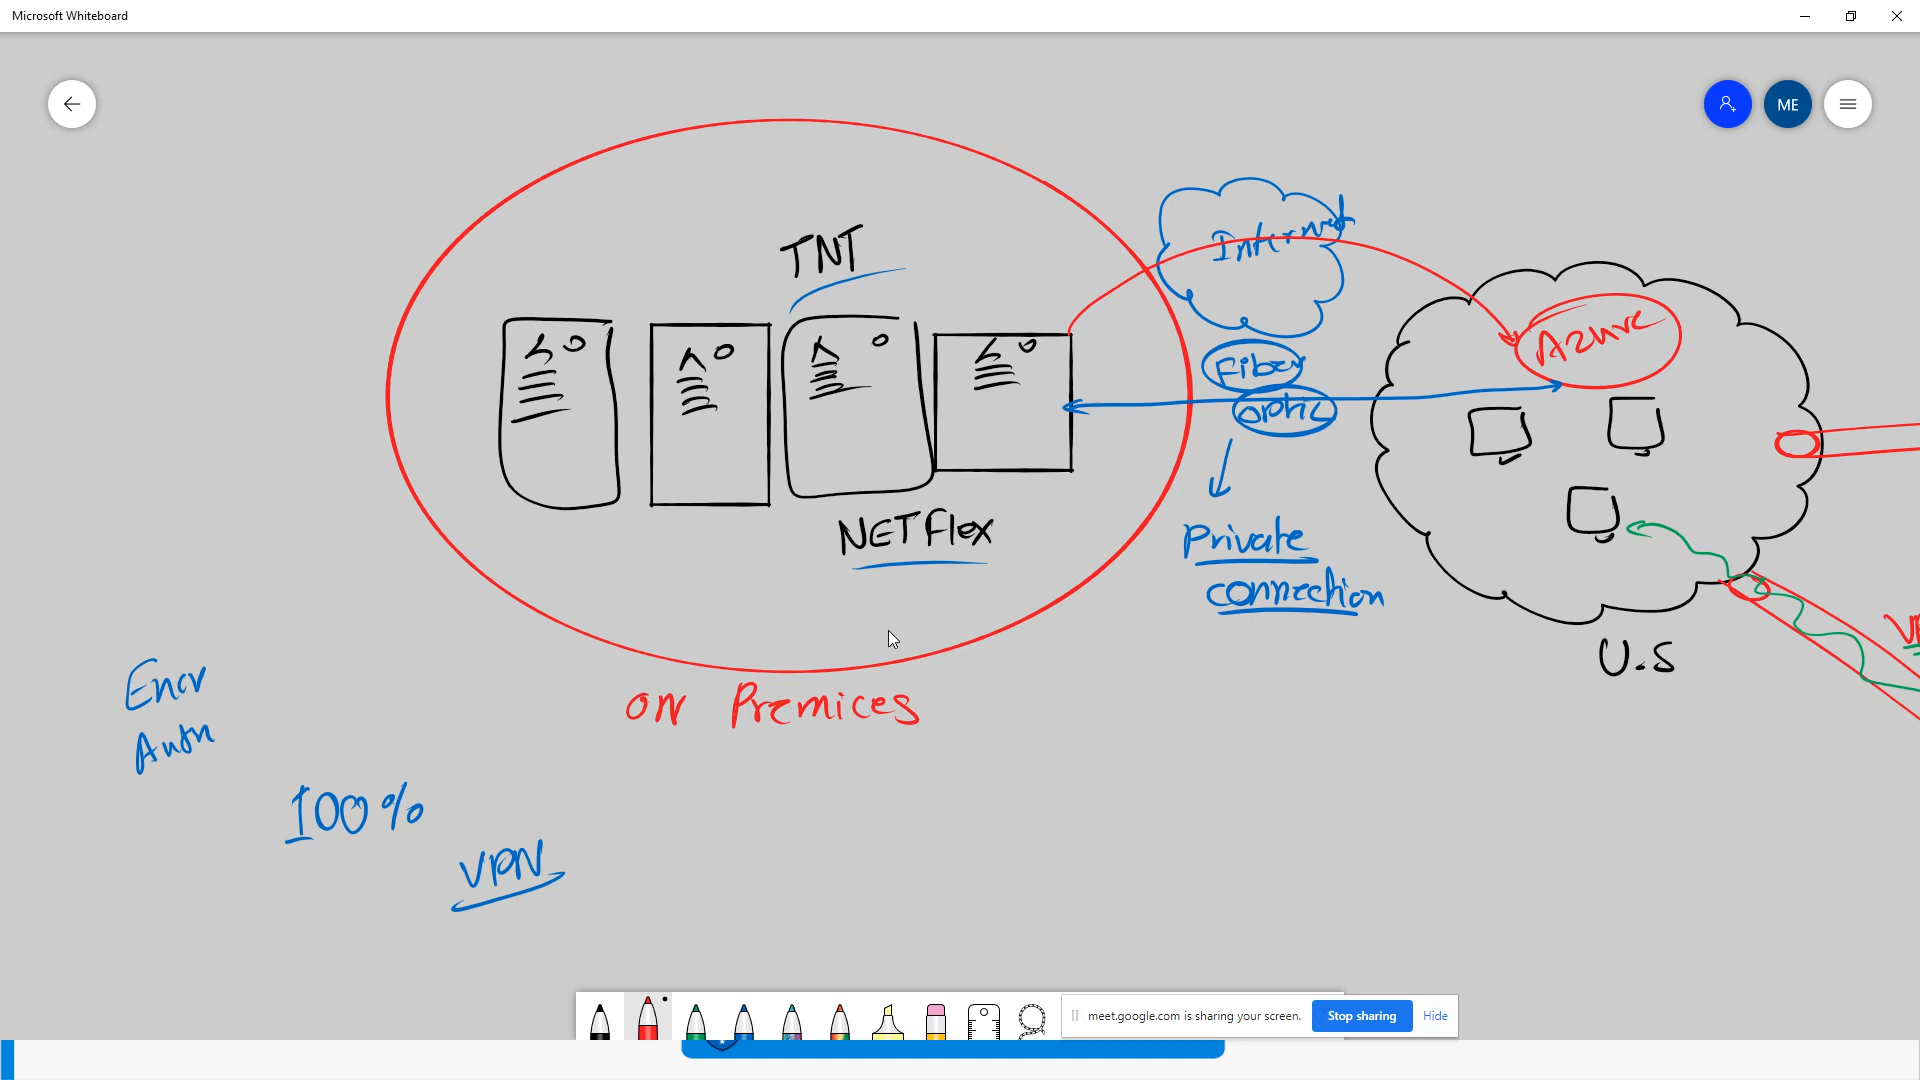 Microsoft Whiteboard
ME
TNT
Internet
Azure
Fiber
optic
NETFlex
Private
connection
U.S
ON Premices
Encr
Auth
100%
VPN
meet.google.com is sharing your screen.
Stop sharing
Hide